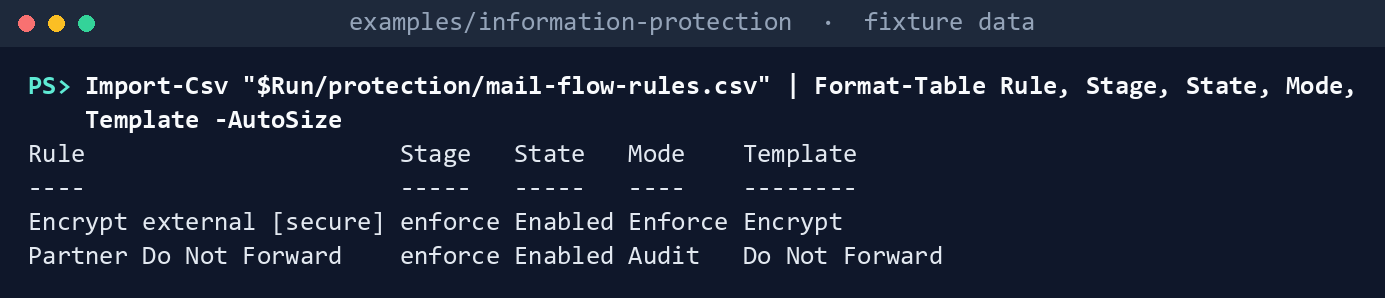 examples/information-protection · fixture data
PS> Import-Csv "$Run/protection/mail-flow-rules.csv" | Format-Table Rule, Stage, State, Mode,
    Template -AutoSize
Rule                      Stage   State   Mode    Template
----                      -----   -----   ----    --------
Encrypt external [secure] enforce Enabled Enforce Encrypt
Partner Do Not Forward    enforce Enabled Audit   Do Not Forward